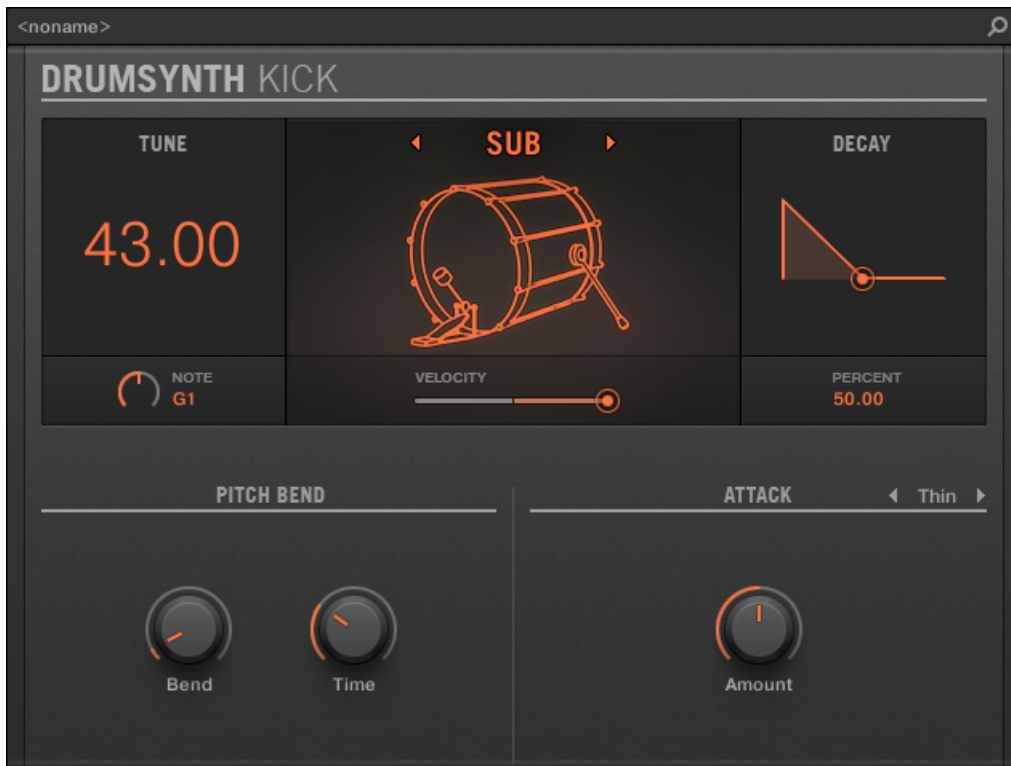 <noname>
DRUMSYNTH KICK
TUNE
SUB
DECAY
43.00
NOTE
G1
VELOCITY
PERCENT
50.00
PITCH BEND
ATTACK
Thin
Bend
Time
Amount